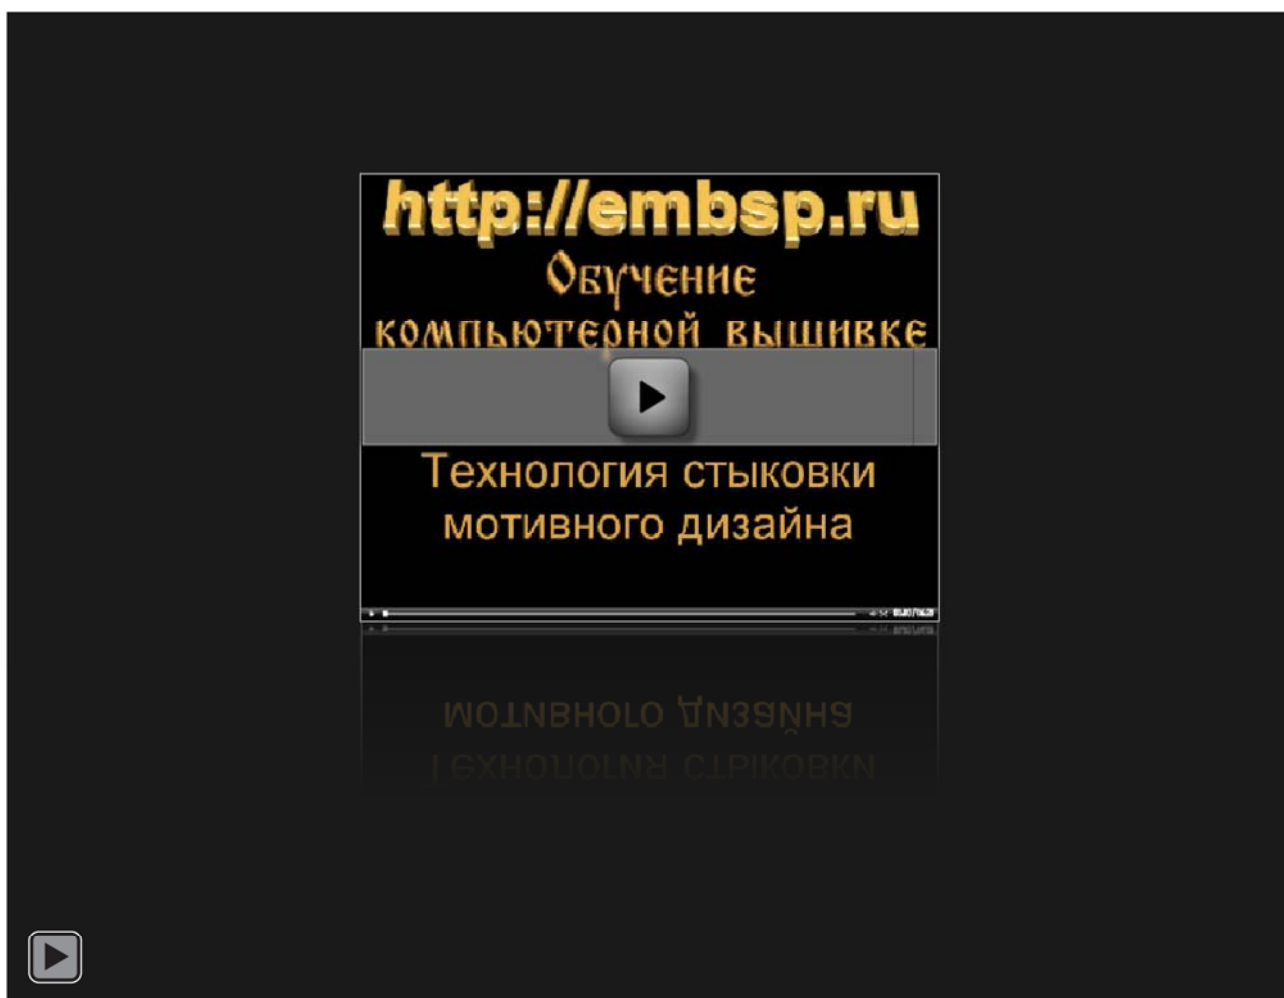 http://embsp.ru
Обучение
компьютерной вышивке
Технология стыковки
мотивного дизайна